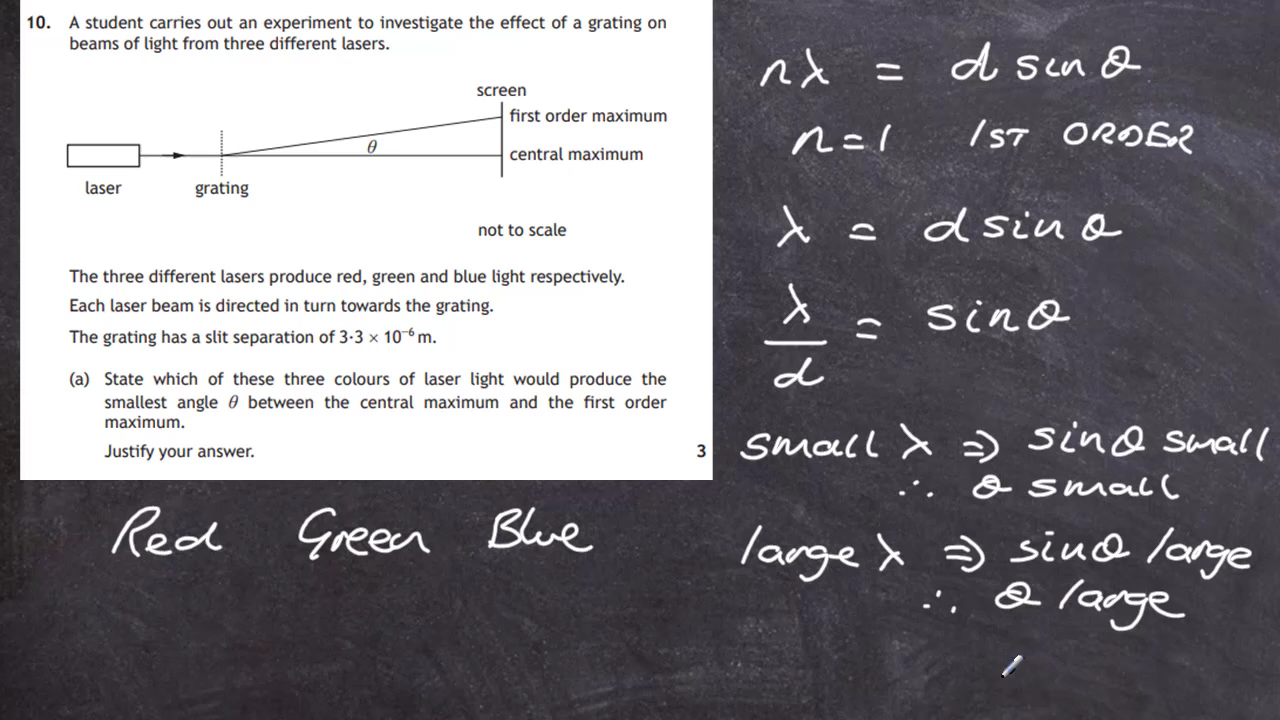 10. A student carries out an experiment to investigate the effect of a grating on
beams of light from three different lasers.
screen
first order maximum
θ
central maximum
laser
grating
not to scale
The three different lasers produce red, green and blue light respectively.
Each laser beam is directed in turn towards the grating.
The grating has a slit separation of 3·3 × 10⁻⁶ m.
(a) State which of these three colours of laser light would produce the
smallest angle θ between the central maximum and the first order
maximum.
Justify your answer. 3
Red Green Blue
nλ = d sin θ
n = 1 1ST ORDER
λ = d sin θ
λ
d
= sin θ
small λ ⇒ sin θ small
∴ θ small
large λ ⇒ sin θ large
∴ θ large